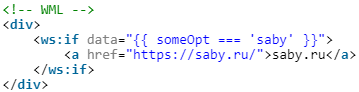 <!-- WML -->
<div>
    <ws:if data="{{ someOpt === 'saby' }}">
        <a href="https://saby.ru/">saby.ru</a>
    </ws:if>
</div>